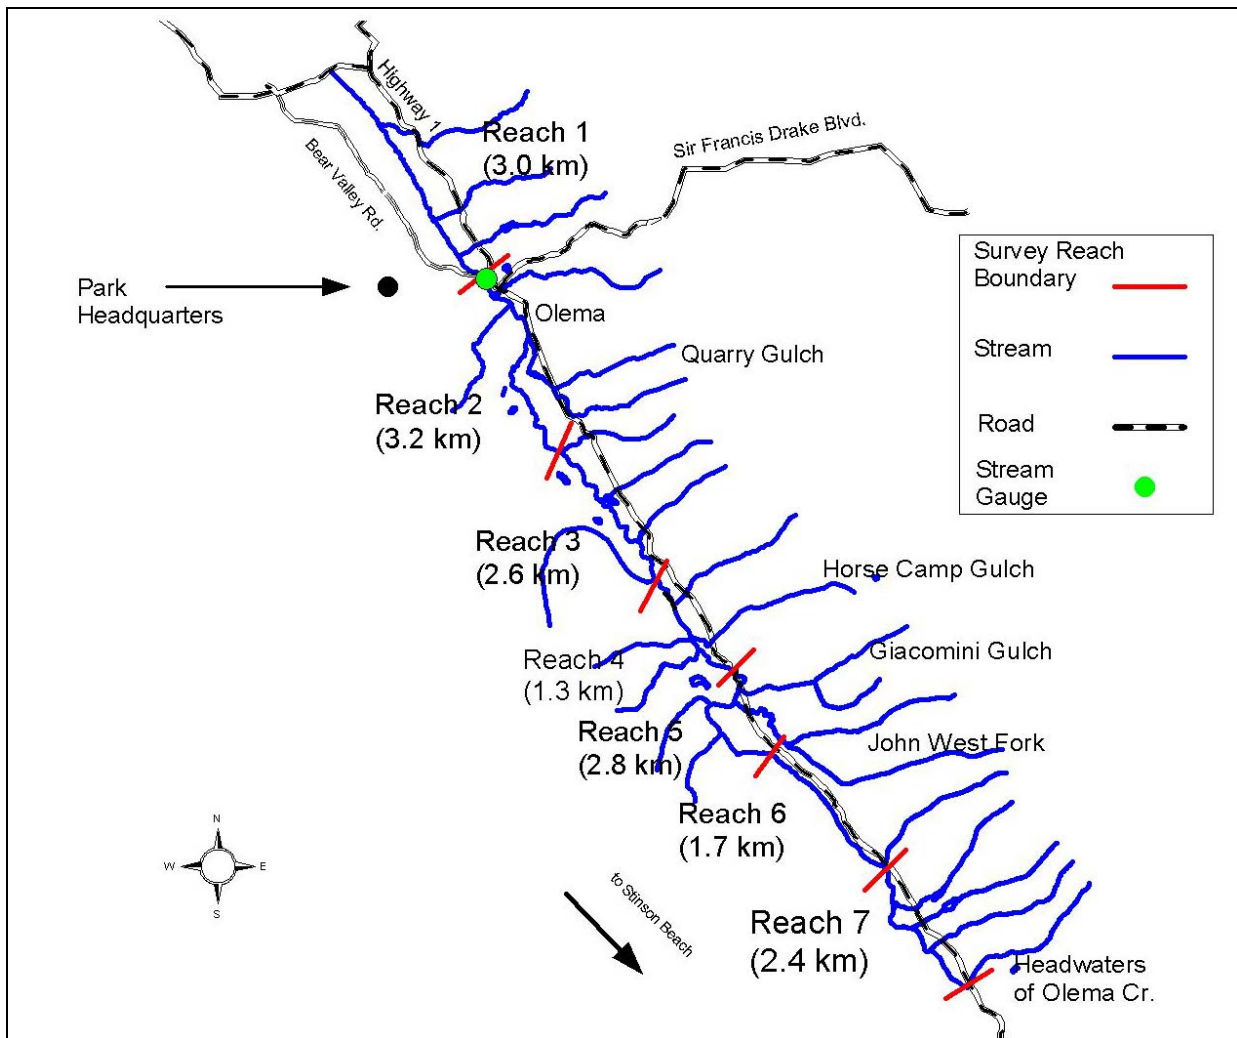 Highway 1
Reach 1
(3.0 km)
Sir Francis Drake Blvd.
Bear Valley Rd.
Survey Reach
Boundary
Park
Headquarters
Olema
Stream
Quarry Gulch
Reach 2
(3.2 km)
Road
Stream
Gauge
Reach 3
(2.6 km)
Horse Camp Gulch
Reach 4
(1.3 km)
Giacomini Gulch
Reach 5
(2.8 km)
John West Fork
Reach 6
(1.7 km)
N
W
E
S
to Stinson Beach
Reach 7
(2.4 km)
Headwaters
of Olema Cr.